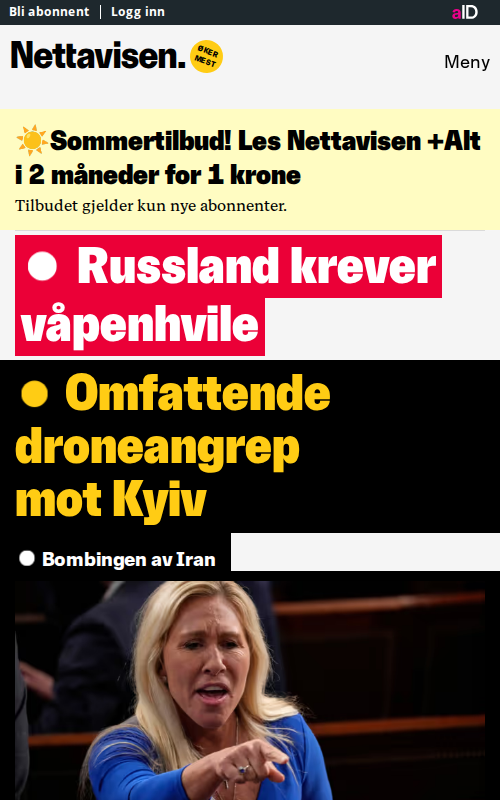 Bli abonnent | Logg inn
aID
Nettavisen.
ØKER
MEST
Meny
☀️Sommertilbud! Les Nettavisen +Alt
i 2 måneder for 1 krone
Tilbudet gjelder kun nye abonnenter.
Russland krever
våpenhvile
Omfattende
droneangrep
mot Kyiv
Bombingen av Iran